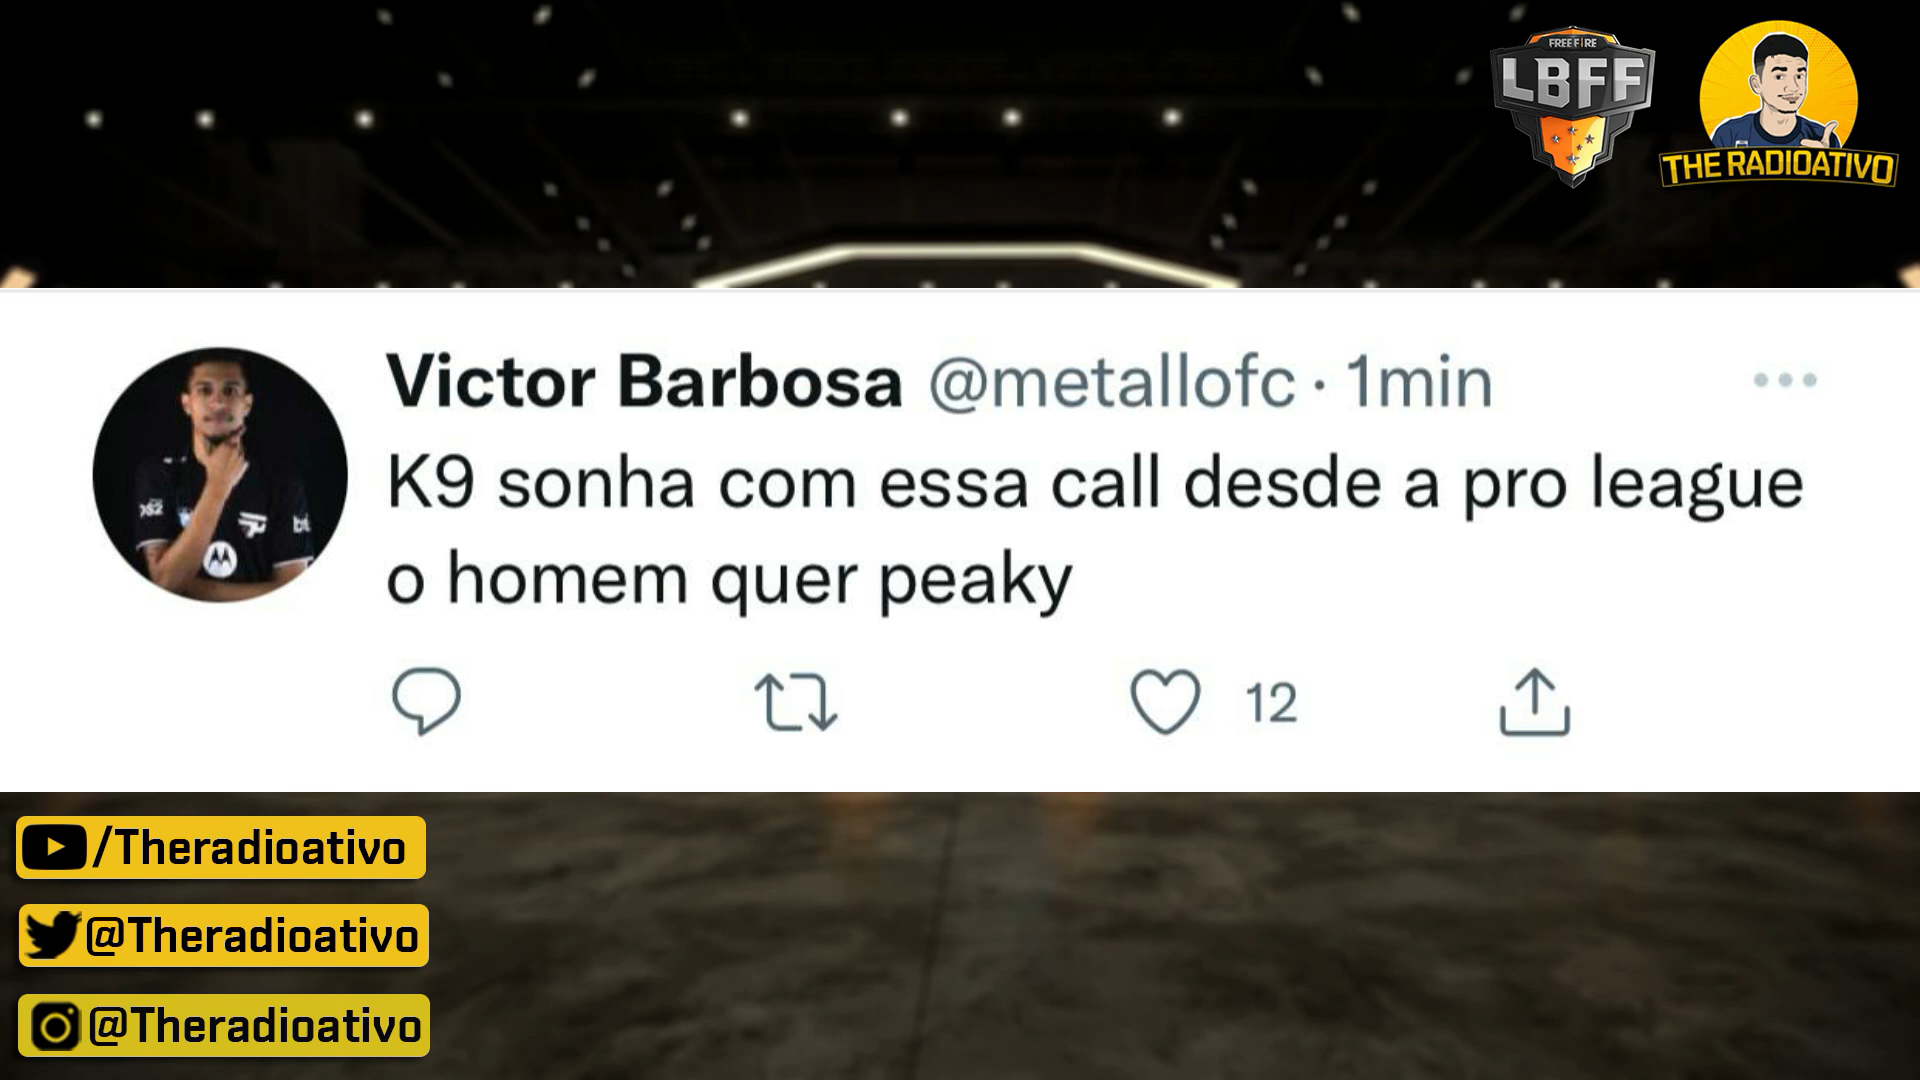 FREE FIRE
LBFF
THE RADIOATIVO
Victor Barbosa @metallofc · 1min
K9 sonha com essa call desde a pro league
o homem quer peaky
12
/Theradioativo
@Theradioativo
@Theradioativo